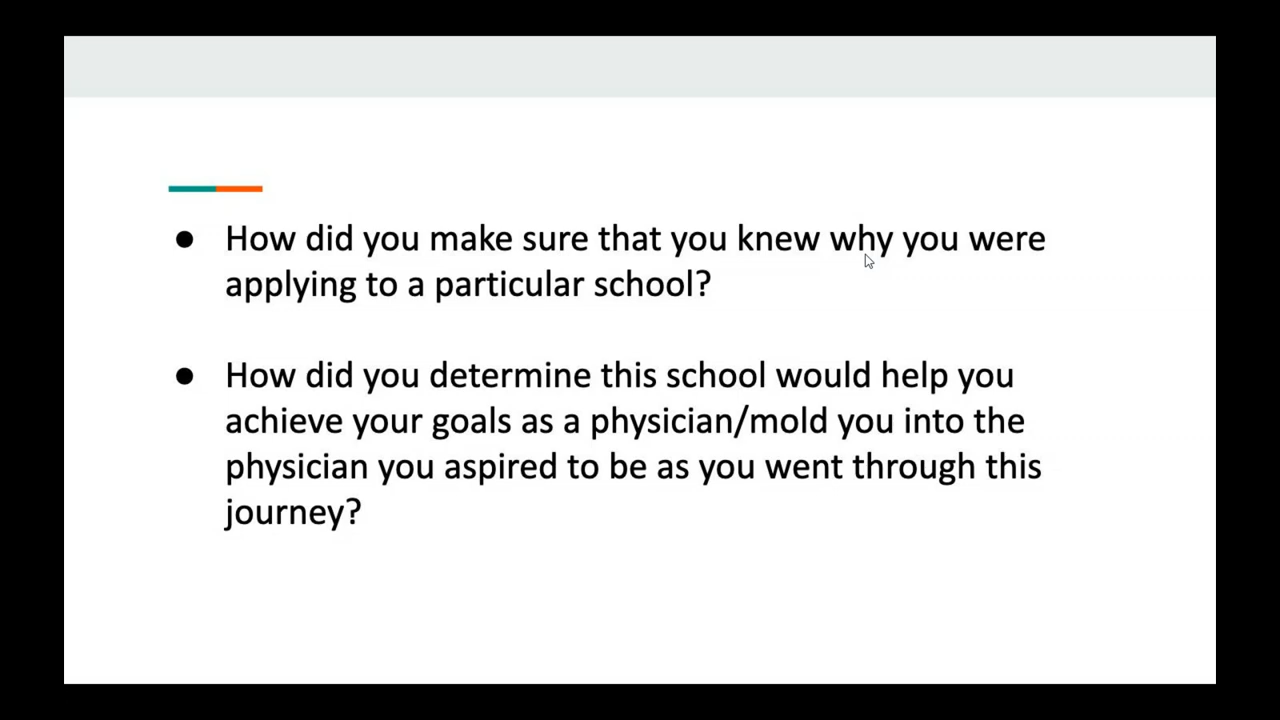 ● How did you make sure that you knew why you were
applying to a particular school?
● How did you determine this school would help you
achieve your goals as a physician/mold you into the
physician you aspired to be as you went through this
journey?